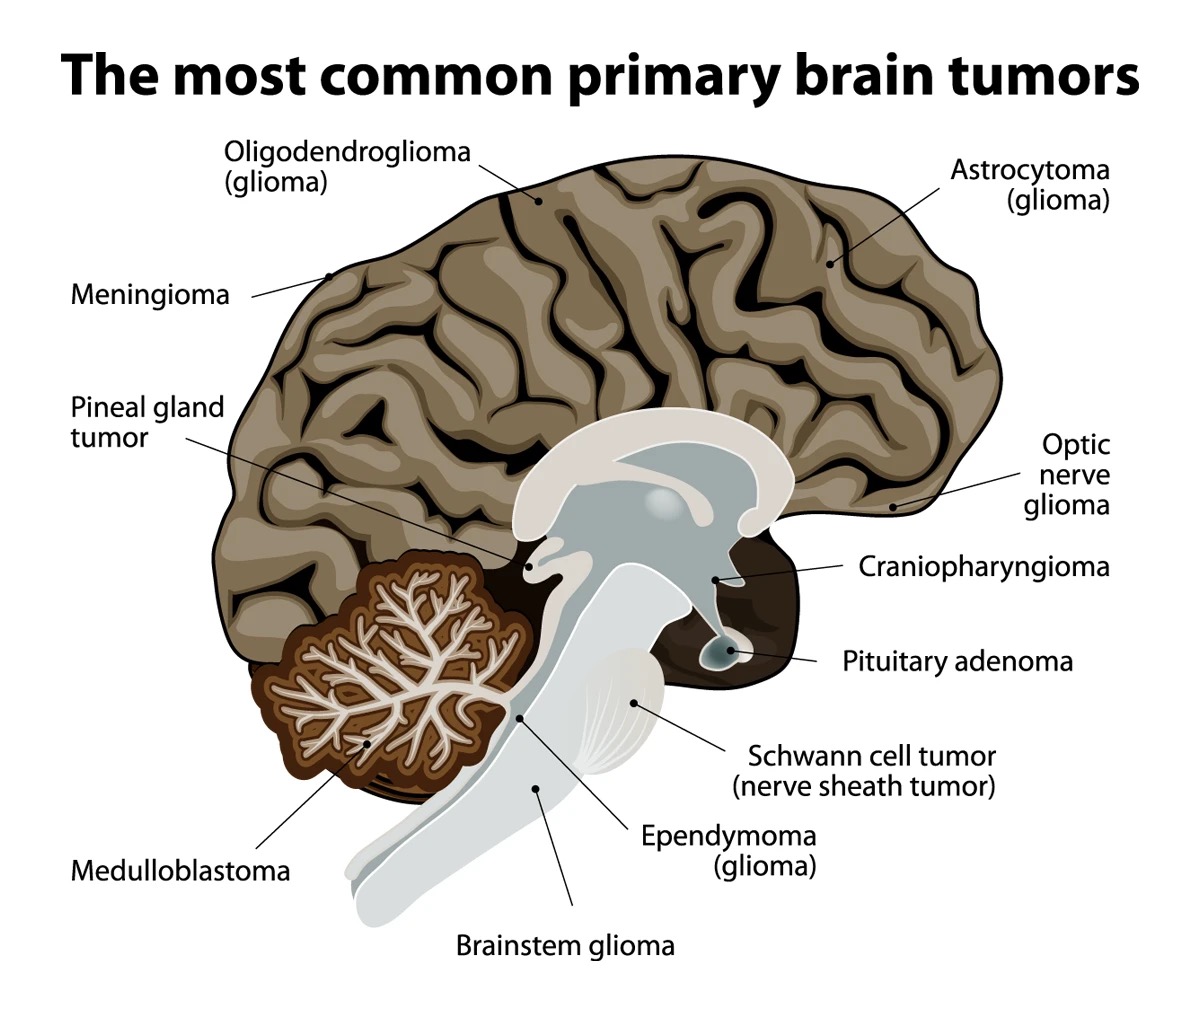 The most common primary brain tumors
Oligodendroglioma
(glioma)
Astrocytoma
(glioma)
Meningioma
Pineal gland
tumor
Optic
nerve
glioma
Craniopharyngioma
Pituitary adenoma
Schwann cell tumor
(nerve sheath tumor)
Ependymoma
(glioma)
Medulloblastoma
Brainstem glioma